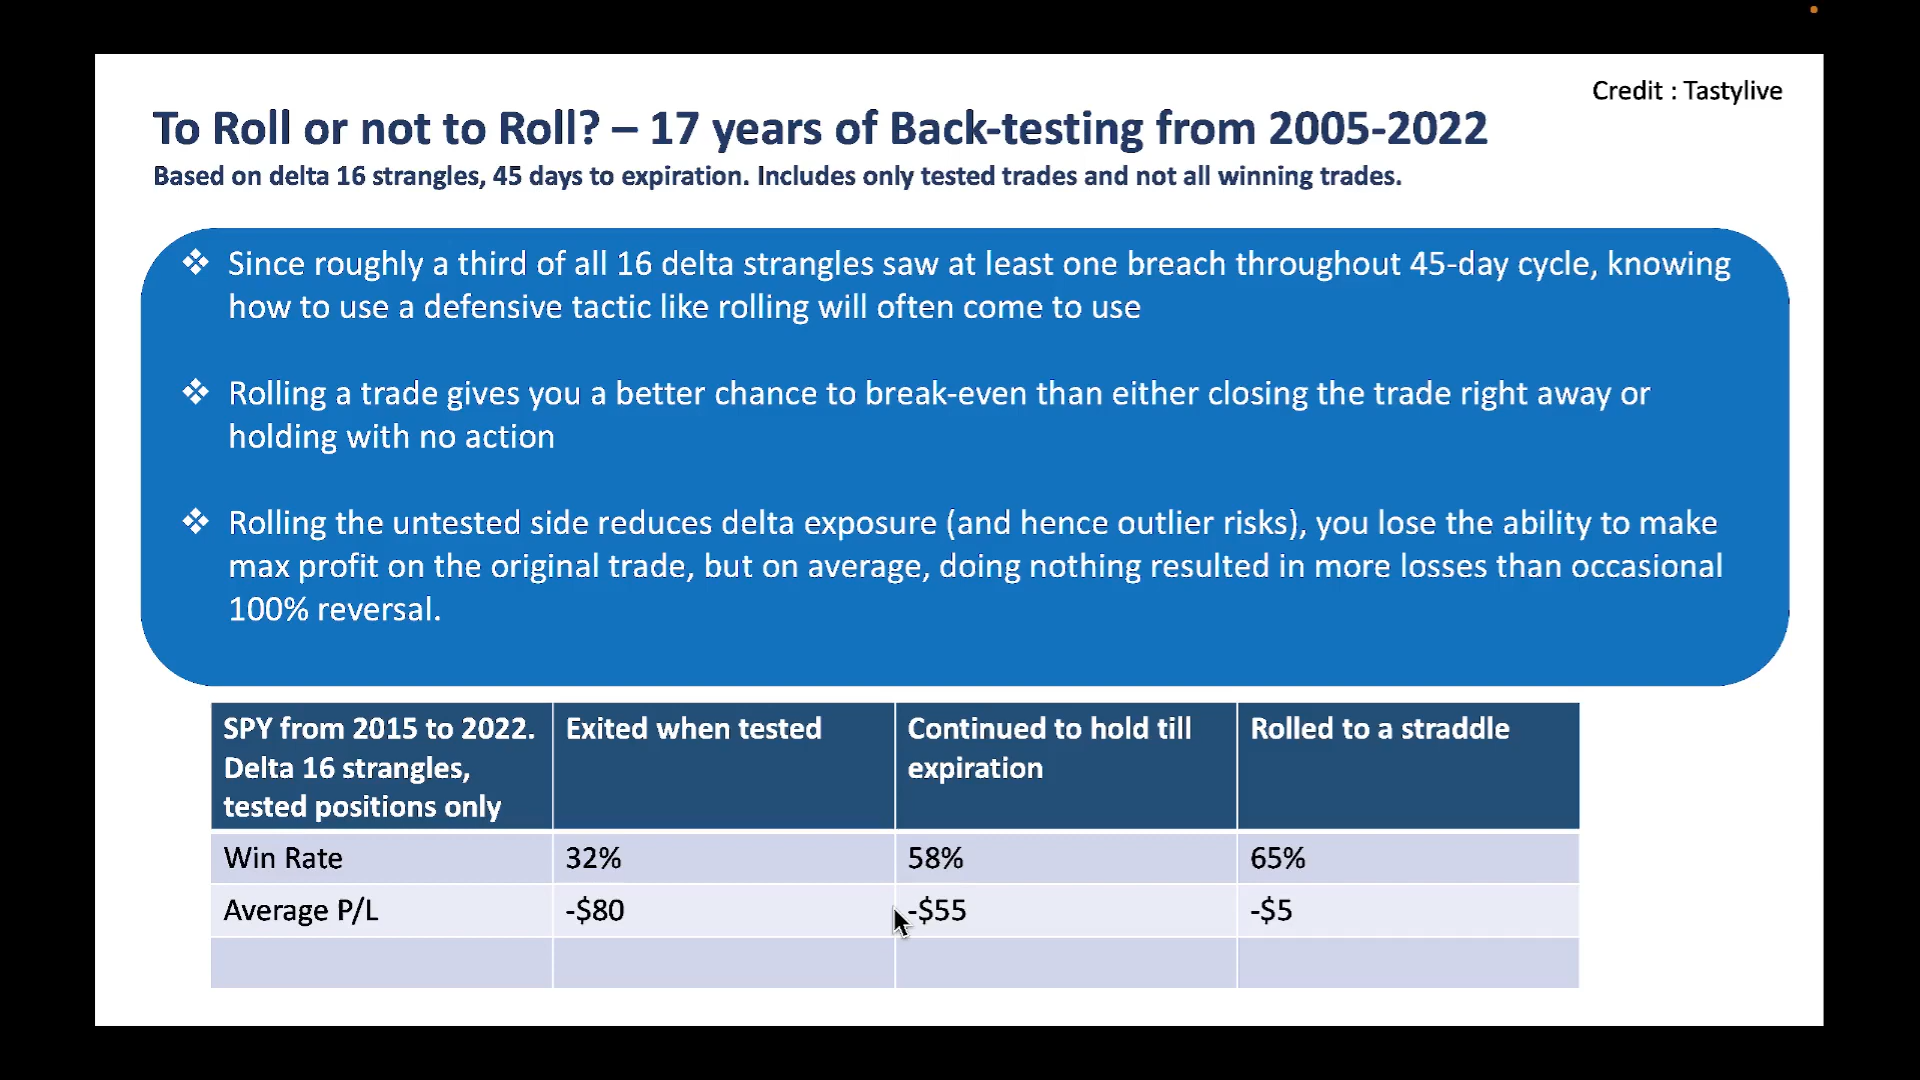 Credit : Tastylive
To Roll or not to Roll? – 17 years of Back-testing from 2005-2022
Based on delta 16 strangles, 45 days to expiration. Includes only tested trades and not all winning trades.
❖ Since roughly a third of all 16 delta strangles saw at least one breach throughout 45-day cycle, knowing
how to use a defensive tactic like rolling will often come to use
❖ Rolling a trade gives you a better chance to break-even than either closing the trade right away or
holding with no action
❖ Rolling the untested side reduces delta exposure (and hence outlier risks), you lose the ability to make
max profit on the original trade, but on average, doing nothing resulted in more losses than occasional
100% reversal.
SPY from 2015 to 2022.
Delta 16 strangles,
tested positions only
Exited when tested
Continued to hold till
expiration
Rolled to a straddle
Win Rate 32% 58% 65%
Average P/L -$80 -$55 -$5